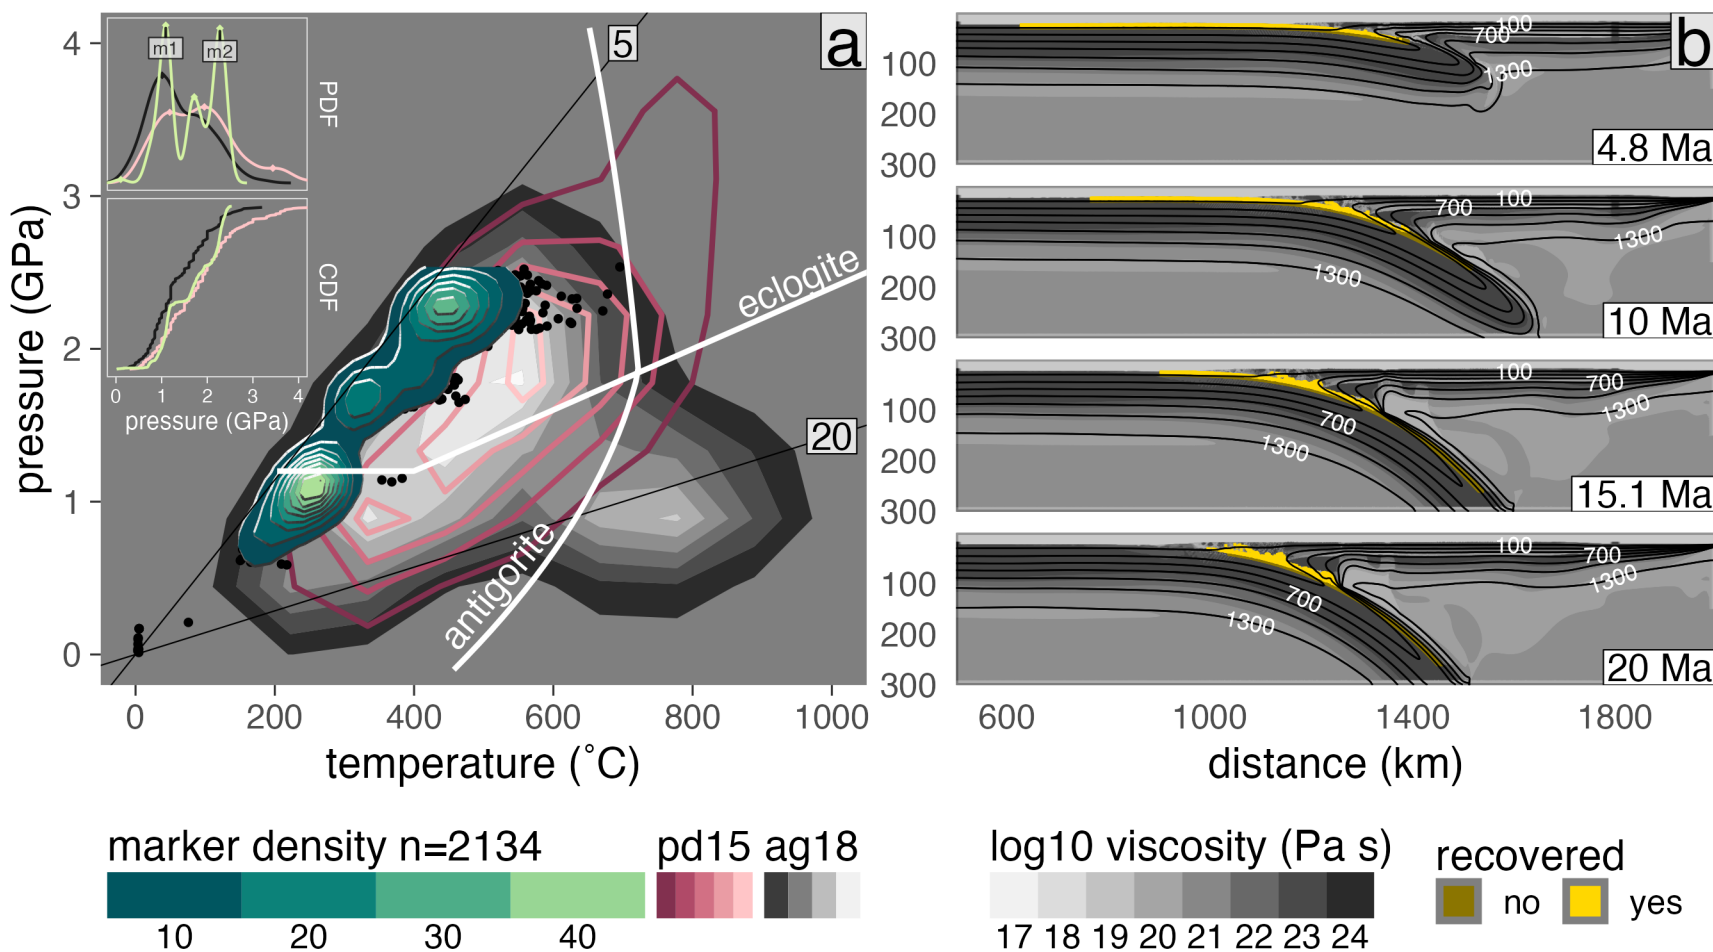 a
4
3
2
1
0
pressure (GPa)
0
200
400
600
800
1000
temperature (˚C)
m1
m2
PDF
CDF
0 1 2 3 4
pressure (GPa)
5
20
eclogite
antigorite
b
100
200
300
100
700
1300
4.8 Ma
100
200
300
100
700
1300
1300
10 Ma
100
200
300
100
700
1300
700
1300
15.1 Ma
100
200
300
100
700
1300
700
1300
20 Ma
600
1000
1400
1800
distance (km)
marker density n=2134
10 20 30 40
pd15 ag18
log10 viscosity (Pa s)
17 18 19 20 21 22 23 24
recovered
no yes